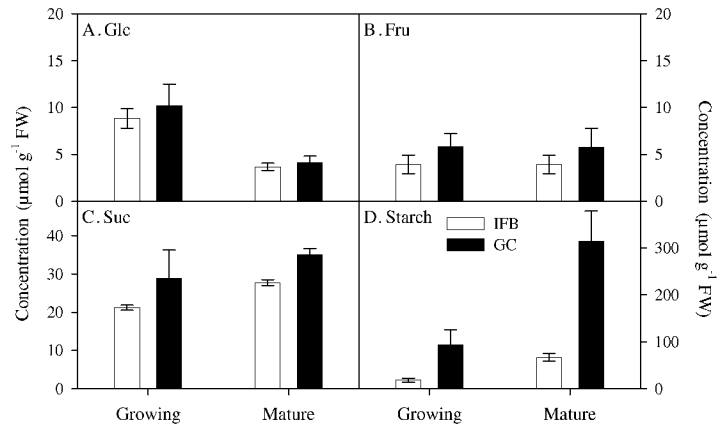 A. Glc
B. Fru
20
15
10
5
0
20
15
10
5
0
Concentration (µmol g⁻¹ FW)
Concentration (µmol g⁻¹ FW)
C. Suc
D. Starch
IFB
GC
40
30
20
10
0
300
200
100
0
Growing
Mature
Growing
Mature